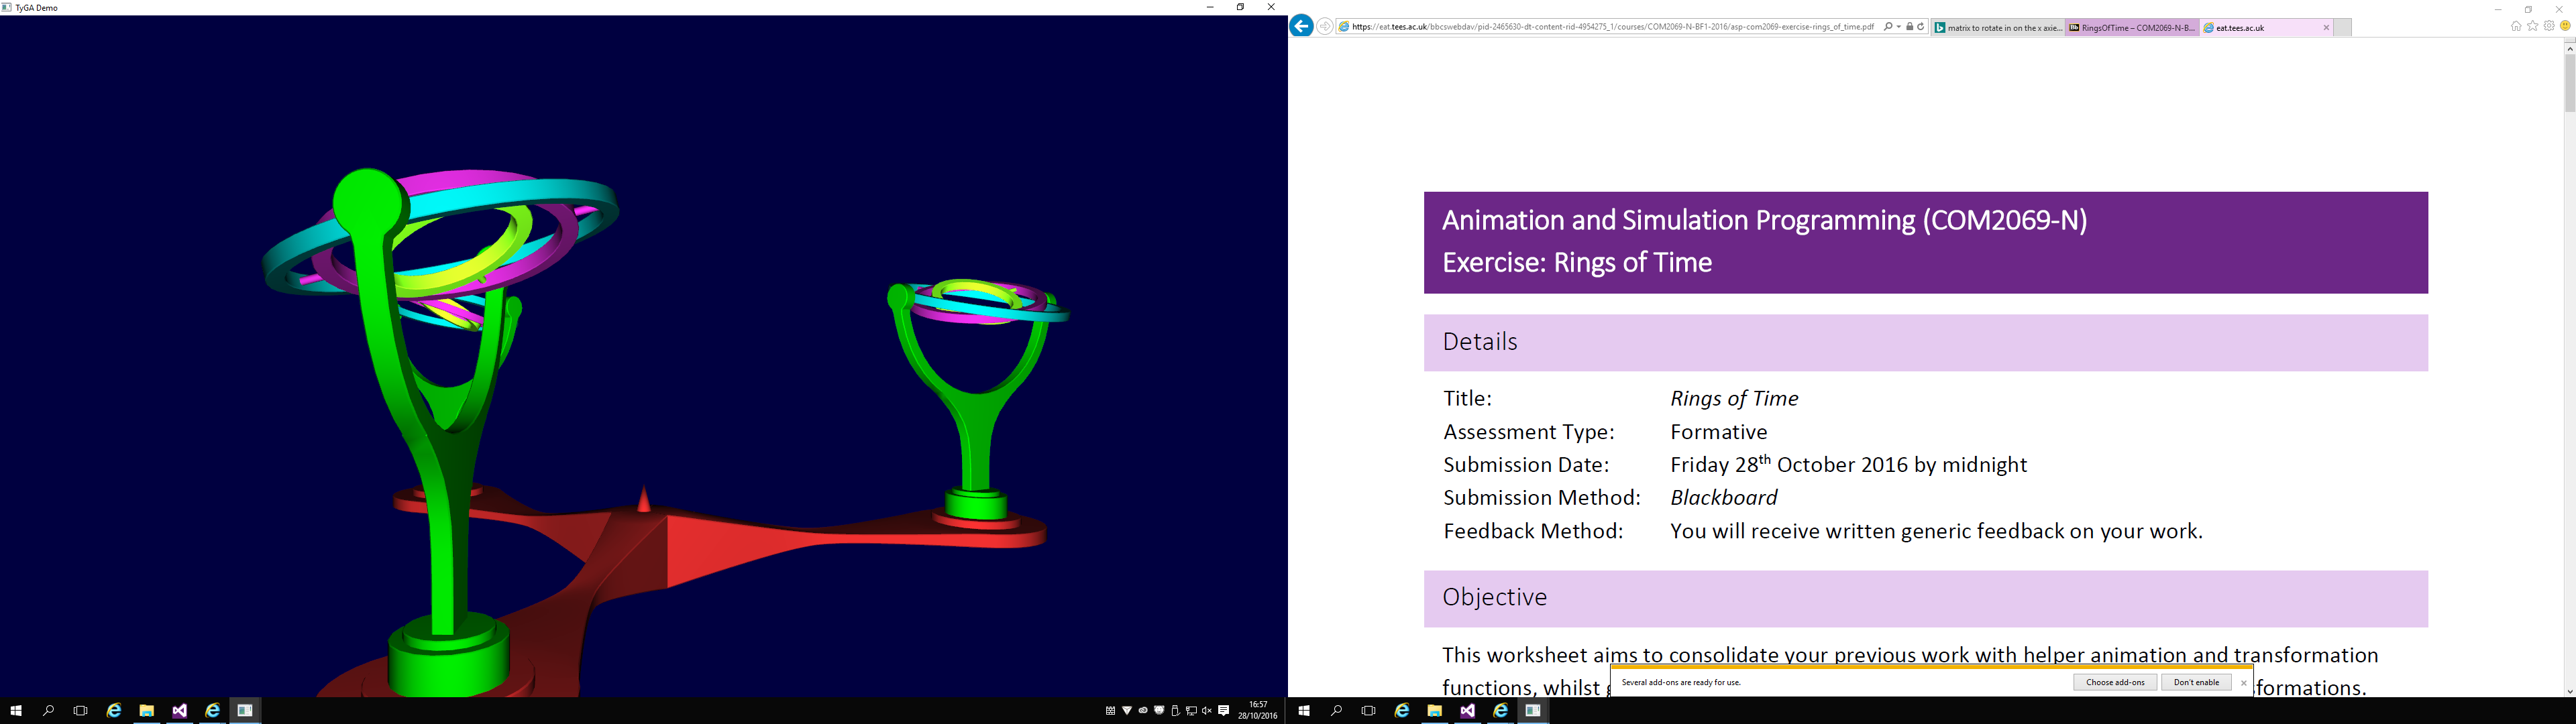 TyGA Demo
https://eat.tees.ac.uk/bbcswebdav/pid-2465630-dt-content-rid-4954275_1/courses/COM2069-N-BF1-2016/asp-com2069-exercise-rings_of_time.pdf
matrix to rotate in on the x axie...
RingsOfTime – COM2069-N-B...
eat.tees.ac.uk
Animation and Simulation Programming (COM2069-N)
Exercise: Rings of Time
Details
Title: Rings of Time
Assessment Type: Formative
Submission Date: Friday 28th October 2016 by midnight
Submission Method: Blackboard
Feedback Method: You will receive written generic feedback on your work.
Objective
This worksheet aims to consolidate your previous work with helper animation and transformation
functions, whilst g
sformations.
Several add-ons are ready for use.
Choose add-ons
Don't enable
16:57
28/10/2016